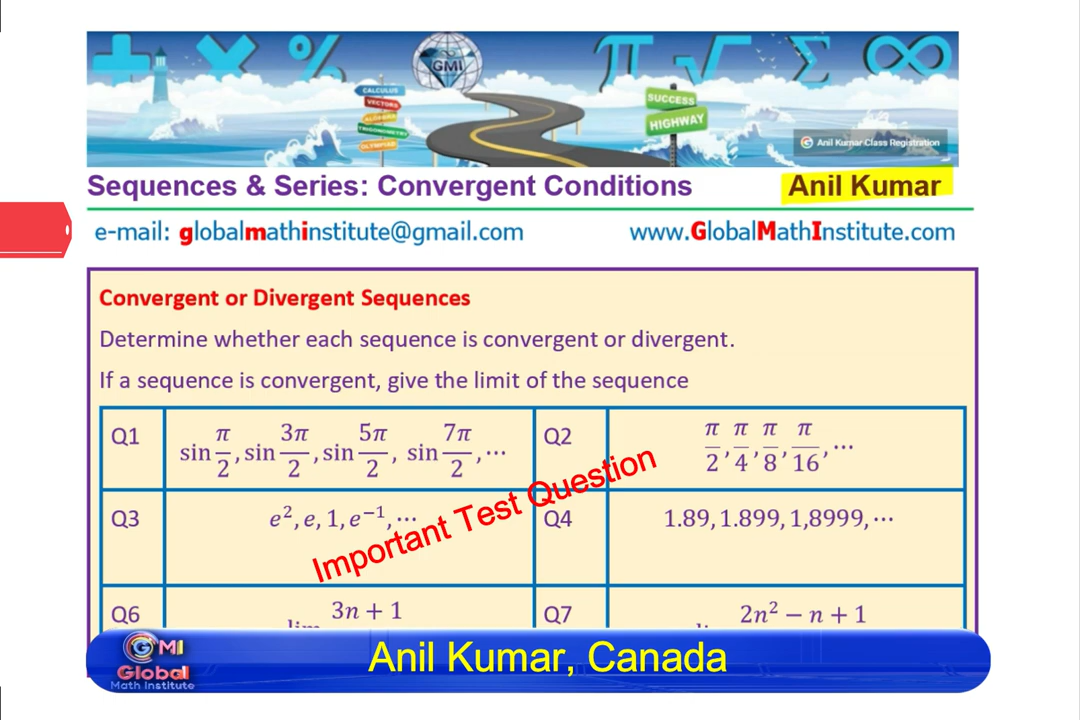 + × % π √ Σ ∞
GMI
CALCULUS
VECTORS
ALGEBRA
TRIGONOMETRY
OLYMPIAD
SUCCESS
HIGHWAY
Anil Kumar Class Registration
Sequences & Series: Convergent Conditions Anil Kumar
e-mail: globalmathinstitute@gmail.com www.GlobalMathInstitute.com
Convergent or Divergent Sequences
Determine whether each sequence is convergent or divergent.
If a sequence is convergent, give the limit of the sequence
Q1 sin π/2, sin 3π/2, sin 5π/2, sin 7π/2, ⋯ Q2 π/2, π/4, π/8, π/16, ⋯
Q3 e², e, 1, e⁻¹, ⋯ Q4 1.89, 1.899, 1,8999, ⋯
Important Test Question
Q6 3n + 1 Q7 2n² − n + 1
GMI
Global
Math Institute
Anil Kumar, Canada